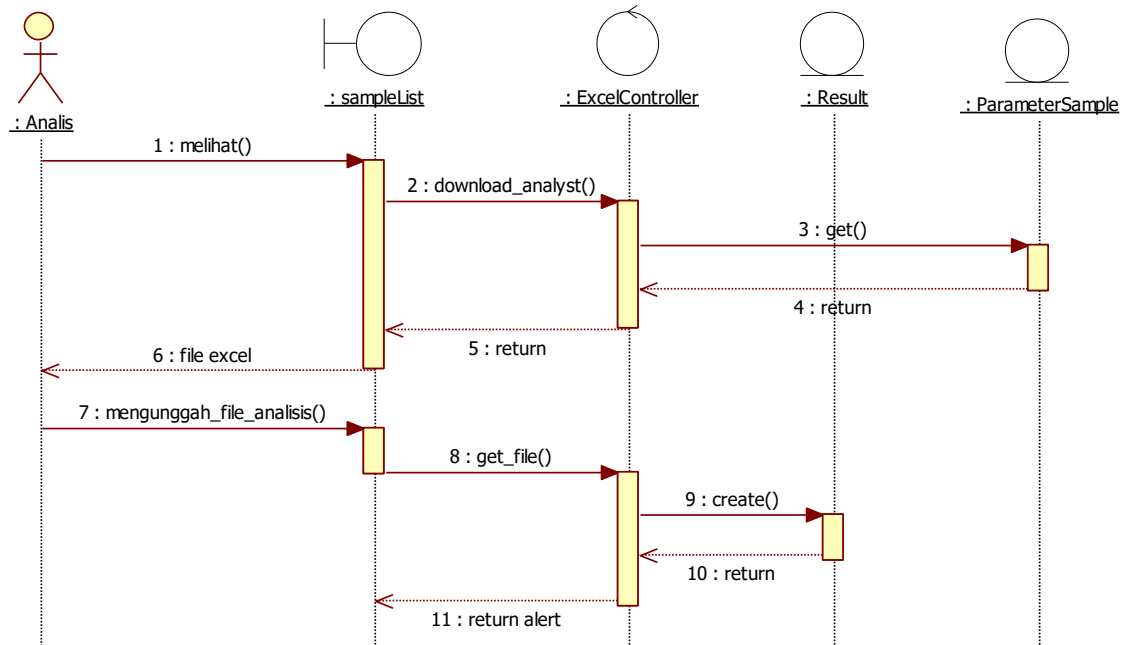 : sampleList
: ExcelController
: Result
: ParameterSample
: Analis
1 : melihat()
2 : download_analyst()
3 : get()
4 : return
5 : return
6 : file excel
7 : mengunggah_file_analisis()
8 : get_file()
9 : create()
10 : return
11 : return alert